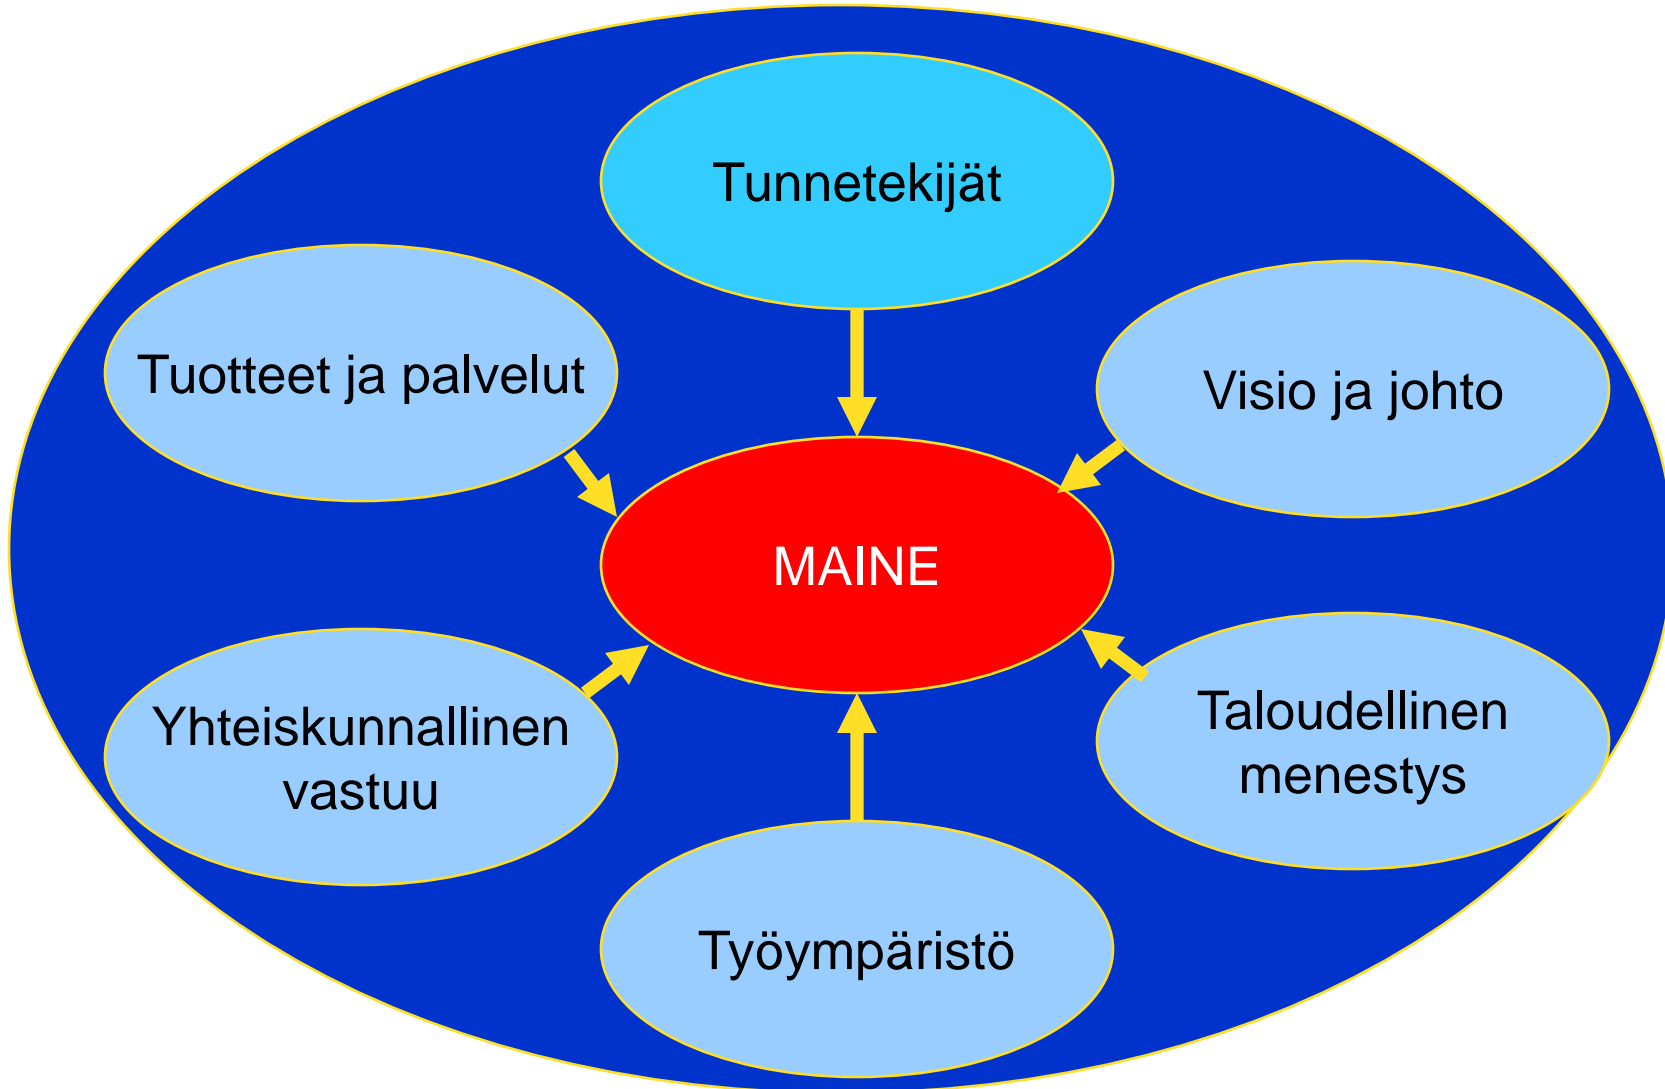 Tunnetekijät
Tuotteet ja palvelut
Visio ja johto
MAINE
Yhteiskunnallinen
vastuu
Taloudellinen
menestys
Työympäristö